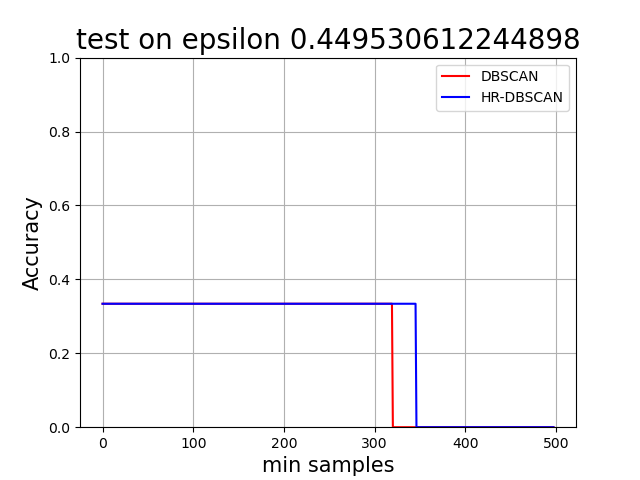 test on epsilon 0.449530612244898
DBSCAN
HR-DBSCAN
Accuracy
1.0
0.8
0.6
0.4
0.2
0.0
0 100 200 300 400 500
min samples